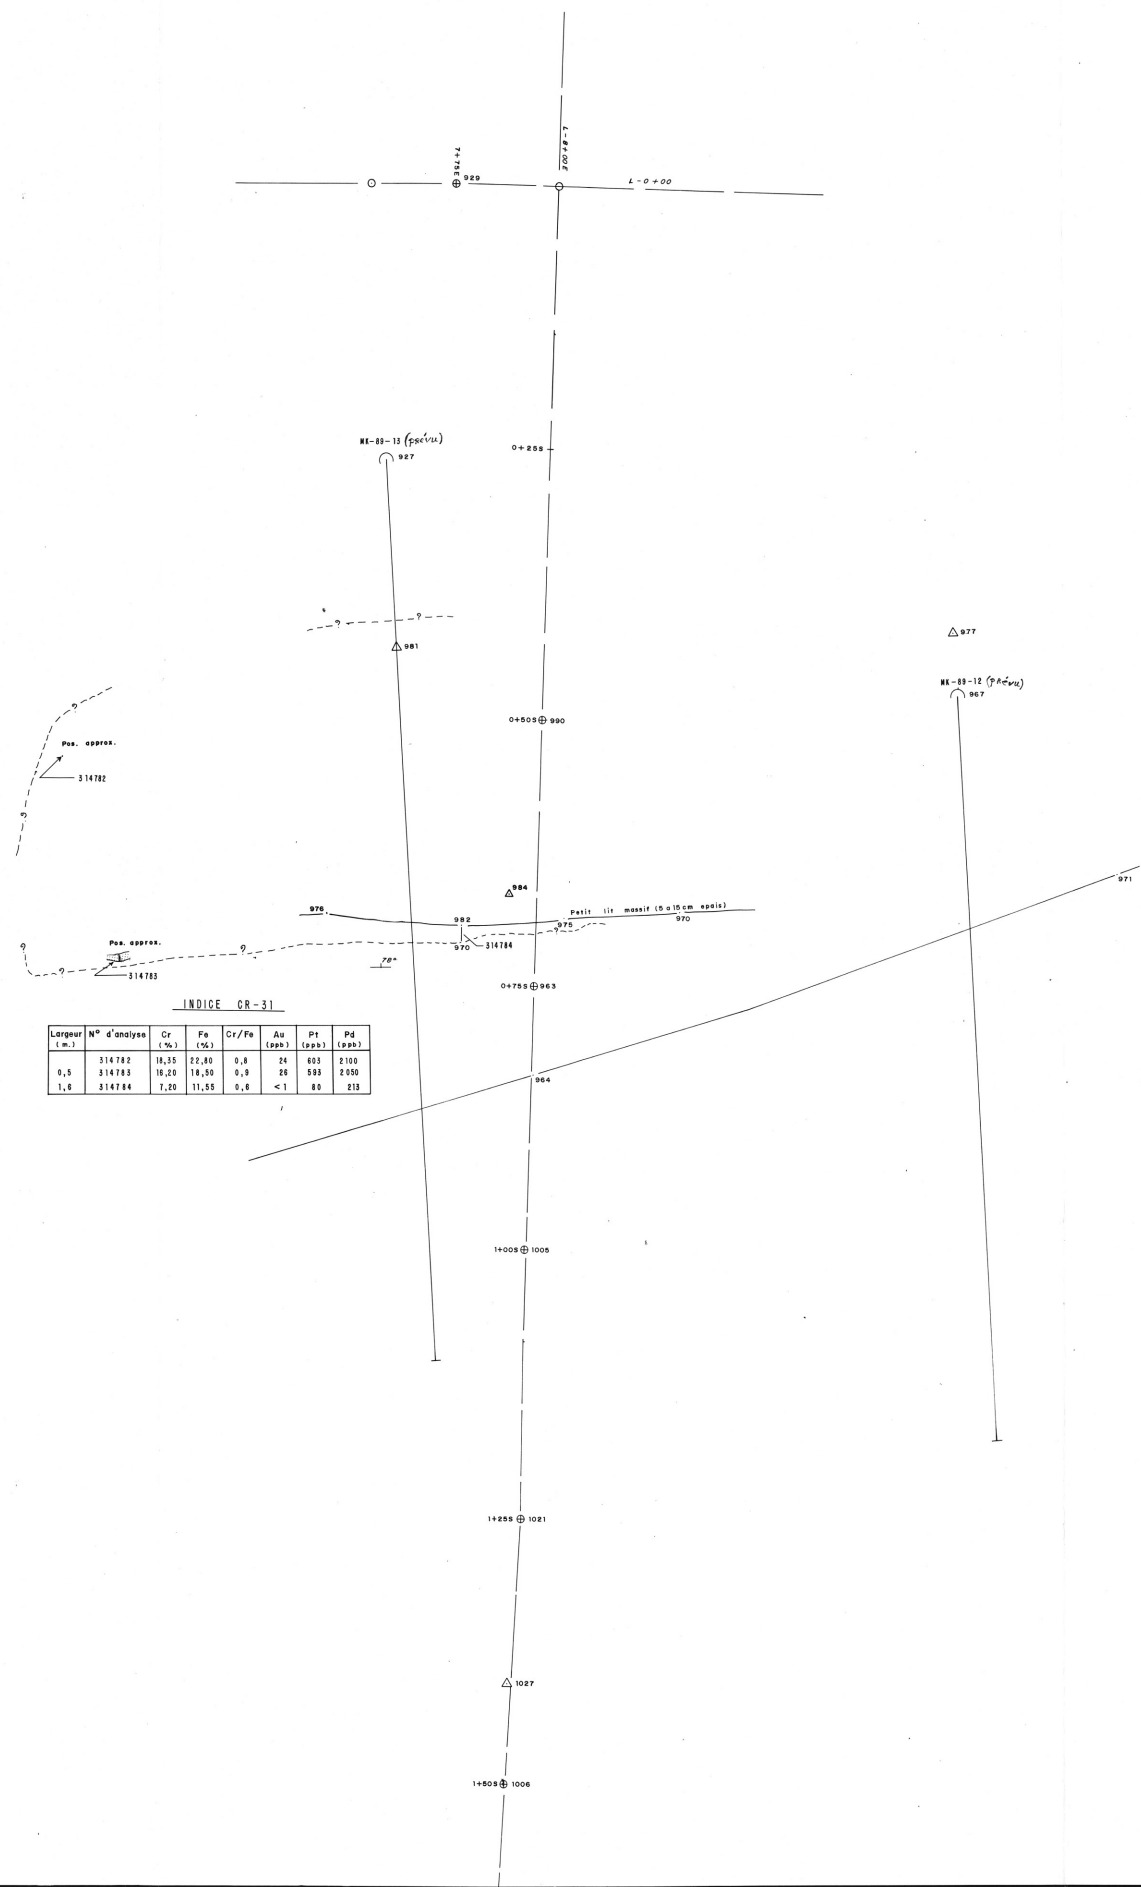 L-8+00E
7+75E
929
L-0+00
MK-89-13 (prévu)
927
0+25S
?
?
981
977
MK-89-12 (prévu)
967
0+50S 990
?
Pos. approx.
314782
?
984
976
982
975
Petit lit massif (5 a 15cm epais)
970
971
?
Pos. approx.
?
?
970
314784
?
314783
78°
0+75S 963
INDICE CR-31
Largeur (m.) N° d'analyse Cr (%) Fe (%) Cr/Fe Au (ppb) Pt (ppb) Pd (ppb)
314782 18,35 22,80 0,8 24 603 2100
0,5 314783 16,20 18,50 0,9 26 593 2050
1,6 314784 7,20 11,55 0,6 <1 80 213
964
1+00S 1005
1+25S 1021
1027
1+50S 1006